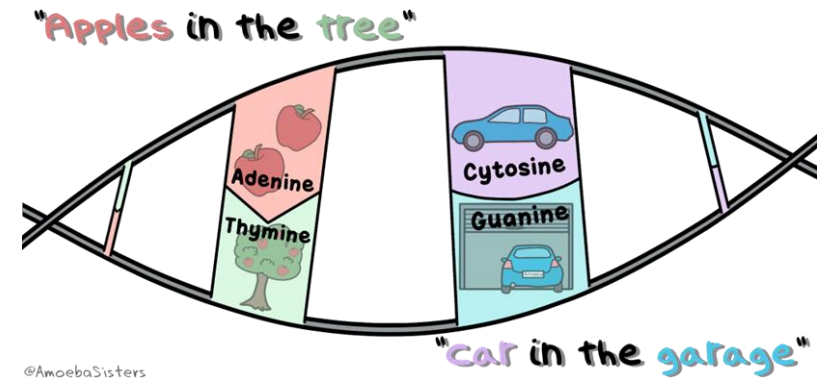 "Apples in the tree"
Adenine
Thymine
Cytosine
Guanine
"car in the garage"
@AmoebaSisters